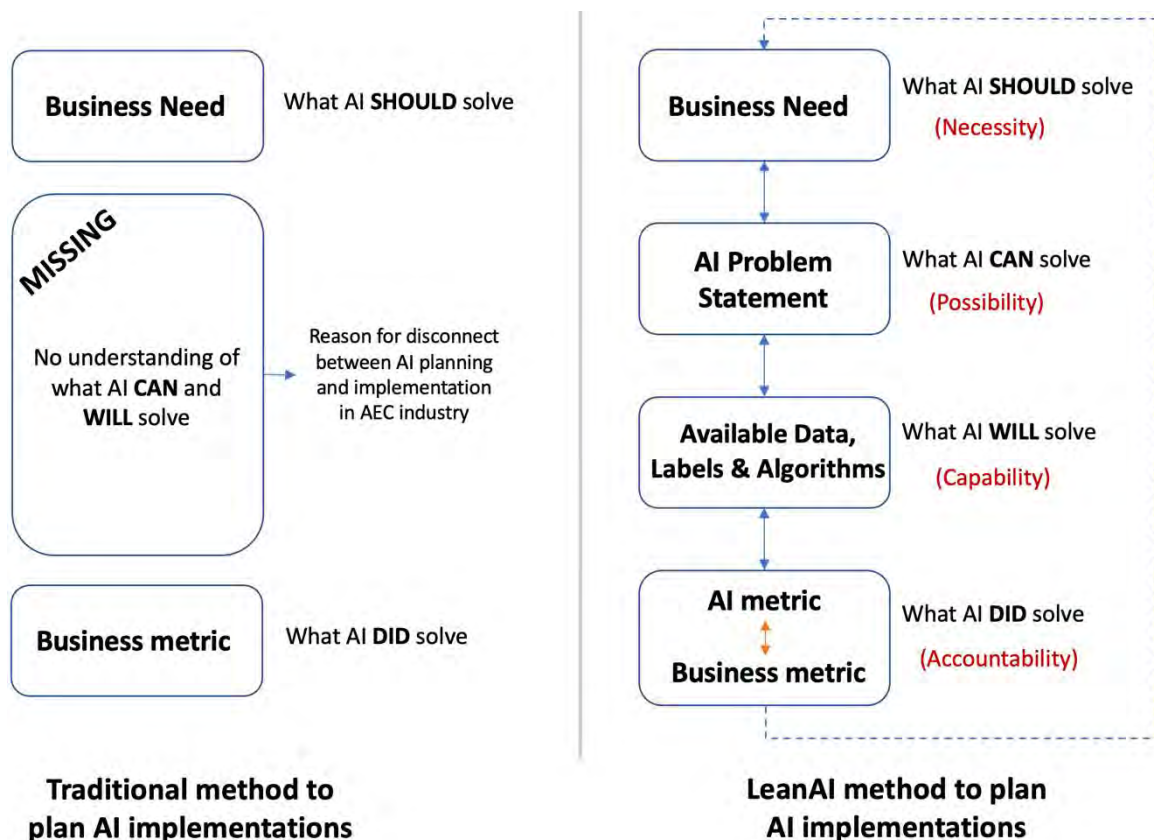 Business Need
What AI SHOULD solve
MISSING
No understanding of
what AI CAN and
WILL solve
Reason for disconnect
between AI planning
and implementation
in AEC industry
Business metric
What AI DID solve
Traditional method to
plan AI implementations
Business Need
What AI SHOULD solve
(Necessity)
AI Problem
Statement
What AI CAN solve
(Possibility)
Available Data,
Labels & Algorithms
What AI WILL solve
(Capability)
AI metric
Business metric
What AI DID solve
(Accountability)
LeanAI method to plan
AI implementations